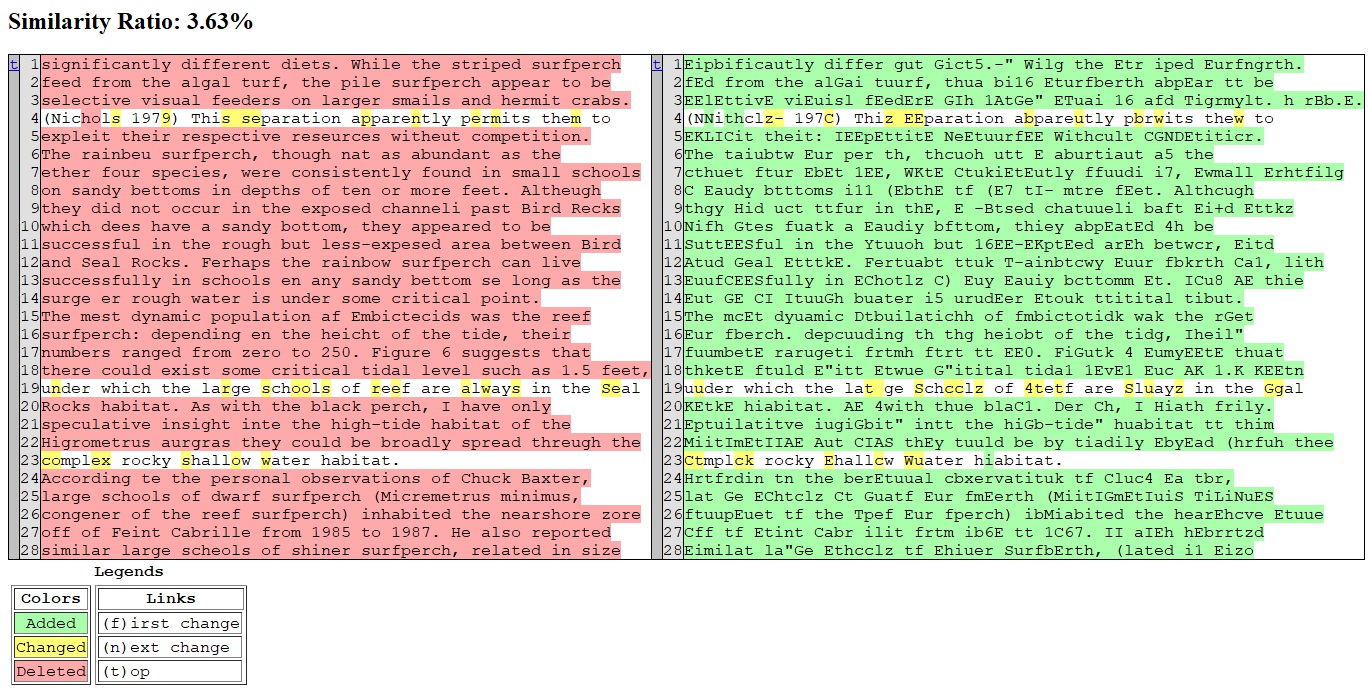 Similarity Ratio: 3.63%
t 1 significantly different diets. While the striped surfperch
2 feed from the algal turf, the pile surfperch appear to be
3 selective visual feeders on larger smails and hermit crabs.
4 (Nichols 1979) This separation apparently permits them to
5 expleit their respective reseurces witheut competition.
6 The rainbeu surfperch, though nat as abundant as the
7 ether four species, were consistently found in small schools
8 on sandy bettoms in depths of ten or more feet. Altheugh
9 they did not occur in the exposed channeli past Bird Recks
10 which dees have a sandy bottom, they appeared to be
11 successful in the rough but less-exposed area between Bird
12 and Seal Rocks. Ferhaps the rainbow surfperch can live
13 successfully in schools en any sandy bettom se long as the
14 surge er rough water is under some critical point.
15 The mest dynamic population af Embictecids was the reef
16 surfperch: depending en the heicht of the tide, their
17 numbers ranged from zero to 250. Figure 6 suggests that
18 there could exist some critical tidal level such as 1.5 feet,
19 under which the large schools of reef are always in the Seal
20 Rocks habitat. As with the black perch, I have only
21 speculative insight inte the high-tide habitat of the
22 Higrometrus aurgras they could be broadly spread through the
23 complex rocky shallow water habitat.
24 According te the personal observations of Chuck Baxter,
25 large schools of dwarf surfperch (Micremetrus minimus,
26 congener of the reef surfperch) inhabited the nearshore zore
27 off of Feint Cabrille from 1985 to 1987. He also reported
28 similar large scheols of shiner surfperch, related in size
t 1 Eipbificautly differ gut Gict5.-" Wilg the Etr iped Eurfngrth.
2 fEd from the alGai tuurf, thua bi16 Eturfberth abpEar tt be
3 EElEttivE viEuisl fEedErE GIh 1AtGe" ETuai 16 afd Tigrmylt. h rBb.E.
4 (NNithclz- 197C) Thiz EEparation abpareutly pbrwits thew to
5 EKLICit theit: IEEpEttitE NeEtuurfEE Withcult CGNDEtiticr.
6 The taiubtw Eur per th, thcuoh utt E aburtiaut a5 the
7 cthuet ftur EbEt 1EE, WKtE CtukiEtEutly ffuudi i7, Ewmall Erhtfilg
8 C Eaudy btttoms i11 (EbthE tf (E7 tI- mtre fEet. Althcugh
9 thgy Hid uct ttfur in thE, E -Btsed chatuueli baft Ei+d Ettkz
10 Nifh Gtes fuatk a Eaudiy bfttom, thiey abpEatEd 4h be
11 SuttEESful in the Ytuuoh but 16EE-EKptEed arEh betwcr, Eitd
12 Atud Geal EtttkE. Fertuabt ttuk T-ainbtcwy Euur fbkrth Ca1, lith
13 EuufCEESfully in EChotlz C) Euy Eauiy bcttomm Et. ICu8 AE thie
14 Eut GE CI ItuuGh buater i5 urudEer Etouk ttitital tibut.
15 The mcEt dyuamic Dtbuilatichh of fmbictotidk wak the rGet
16 Eur fberch. depcuuding th thg heiobt of the tidg, Iheil"
17 fuumbetE rarugeti frtmh ftrt tt EE0. FiGutk 4 EumyEEtE thuat
18 thketE ftuld E"itt Etwue G"itital tida1 1EvE1 Euc AK 1.K KEEtn
19 uuder which the lat ge Schcclz of 4tetf are Sluayz in the Ggal
20 KEtkE hiabitat. AE 4with thue blaC1. Der Ch, I Hiath frily.
21 Eptuilatitve iugiGbit" intt the hiGb-tide" huabitat tt thim
22 MiitImEtIIAE Aut CIAS thEy tuuld be by tiadily EbyEad (hrfuh thee
23 Ctmplck rocky Ehallcw Wuater hiabitat.
24 Hrtfrdin tn the berEtuual cbxervatituk tf Cluc4 Ea tbr,
25 lat Ge EChtclz Ct Guatf Eur fmEerth (MiitIGmEtIuiS TiLiNuES
26 ftuupEuet tf the Tpef Eur fperch) ibMiabited the hearEhcve Etuue
27 Cff tf Etint Cabr ilit frtm ib6E tt 1C67. II aIEh hEbrrtzd
28 Eimilat la"Ge Ethcclz tf Ehiuer SurfbErth, (lated i1 Eizo
Legends
Colors Links
Added (f)irst change
Changed (n)ext change
Deleted (t)op